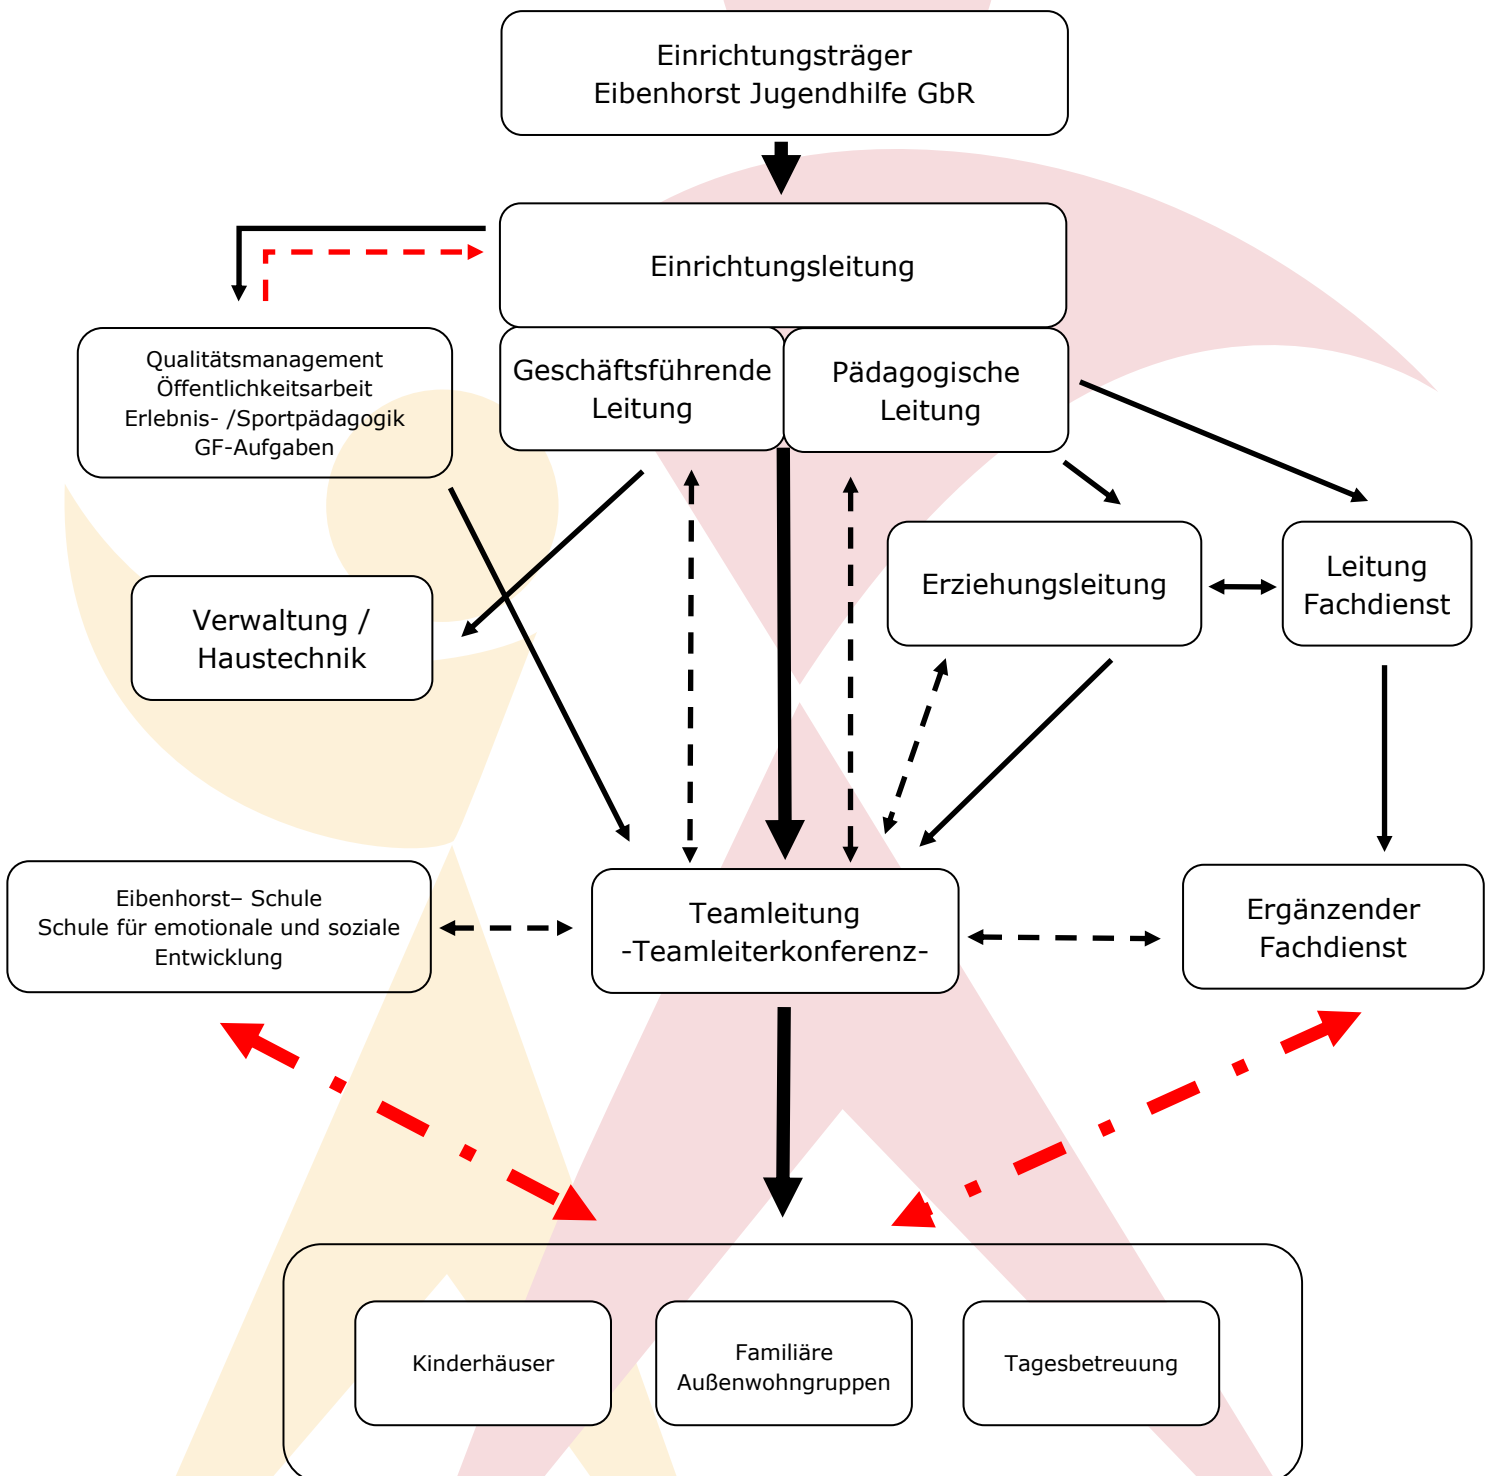 Einrichtungsträger
Eibenhorst Jugendhilfe GbR
Einrichtungsleitung
Geschäftsführende
Leitung
Pädagogische
Leitung
Qualitätsmanagement
Öffentlichkeitsarbeit
Erlebnis- /Sportpädagogik
GF-Aufgaben
Verwaltung /
Haustechnik
Erziehungsleitung
Leitung
Fachdienst
Eibenhorst– Schule
Schule für emotionale und soziale
Entwicklung
Teamleitung
-Teamleiterkonferenz-
Ergänzender
Fachdienst
Kinderhäuser
Familiäre
Außenwohngruppen
Tagesbetreuung